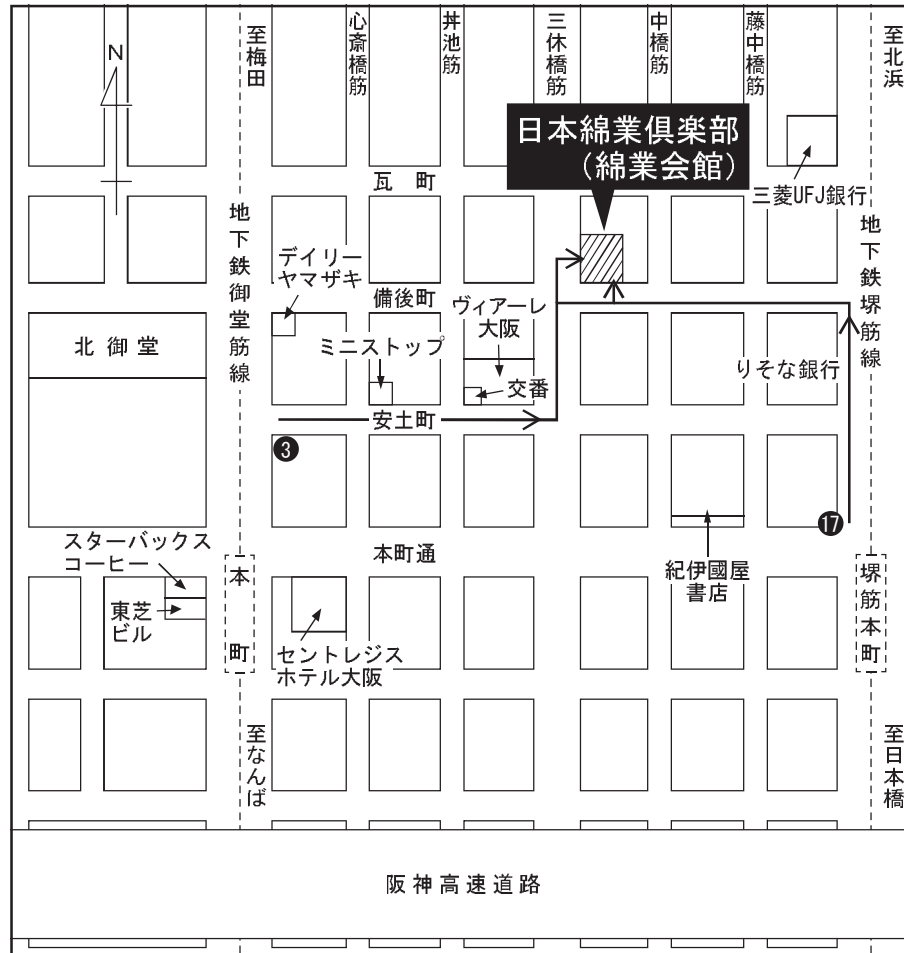 至梅田
心斎橋筋
丼池筋
三休橋筋
中橋筋
藤中橋筋
至北浜
N
日本綿業倶楽部
(綿業会館)
三菱UFJ銀行
瓦町
地下鉄御堂筋線
地下鉄堺筋線
デイリー
ヤマザキ
備後町
ヴィアーレ
大阪
北御堂
ミニストップ
交番
りそな銀行
安土町
3
17
スターバックス
コーヒー
本町通
紀伊國屋
書店
東芝
ビル
本町
堺筋本町
セントレジス
ホテル大阪
至なんば
至日本橋
阪神高速道路